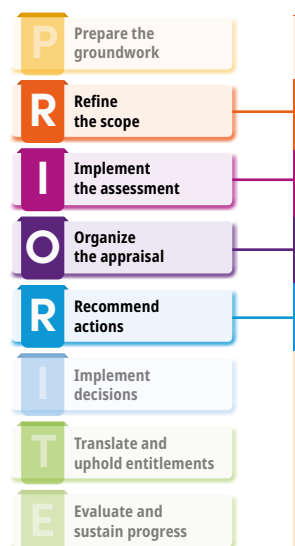 P
Prepare the
groundwork
R
Refine
the scope
I
Implement
the assessment
O
Organize
the appraisal
R
Recommend
actions
I
Implement
decisions
T
Translate and
uphold entitlements
E
Evaluate and
sustain progress